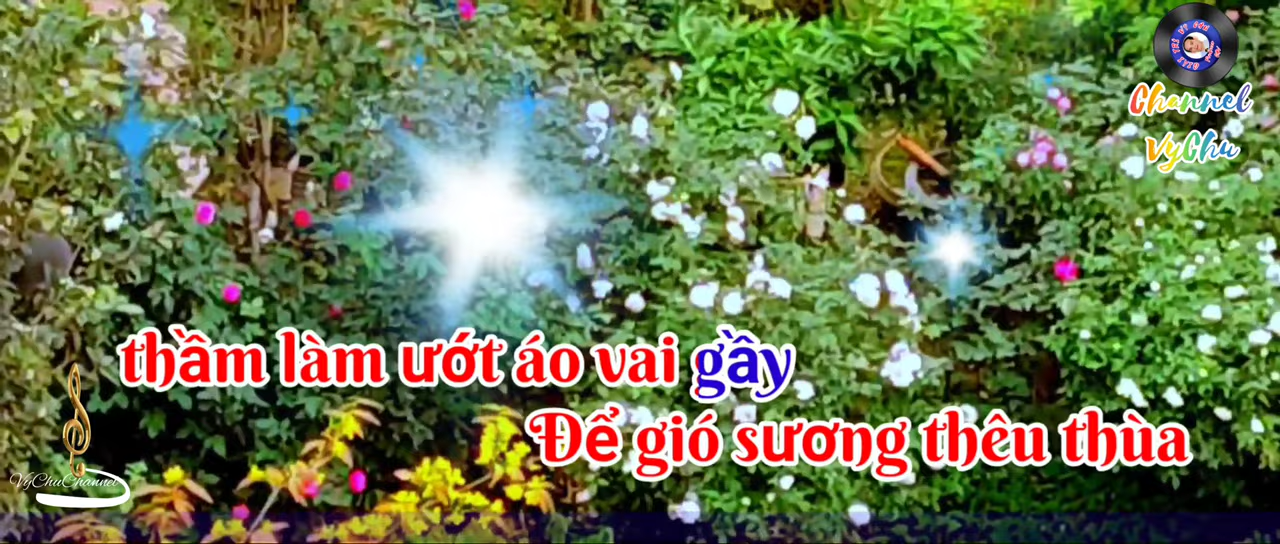 Channel
VyChu
thầm làm ướt áo vai gầy
Để gió sương thêu thùa
VyChuChannel